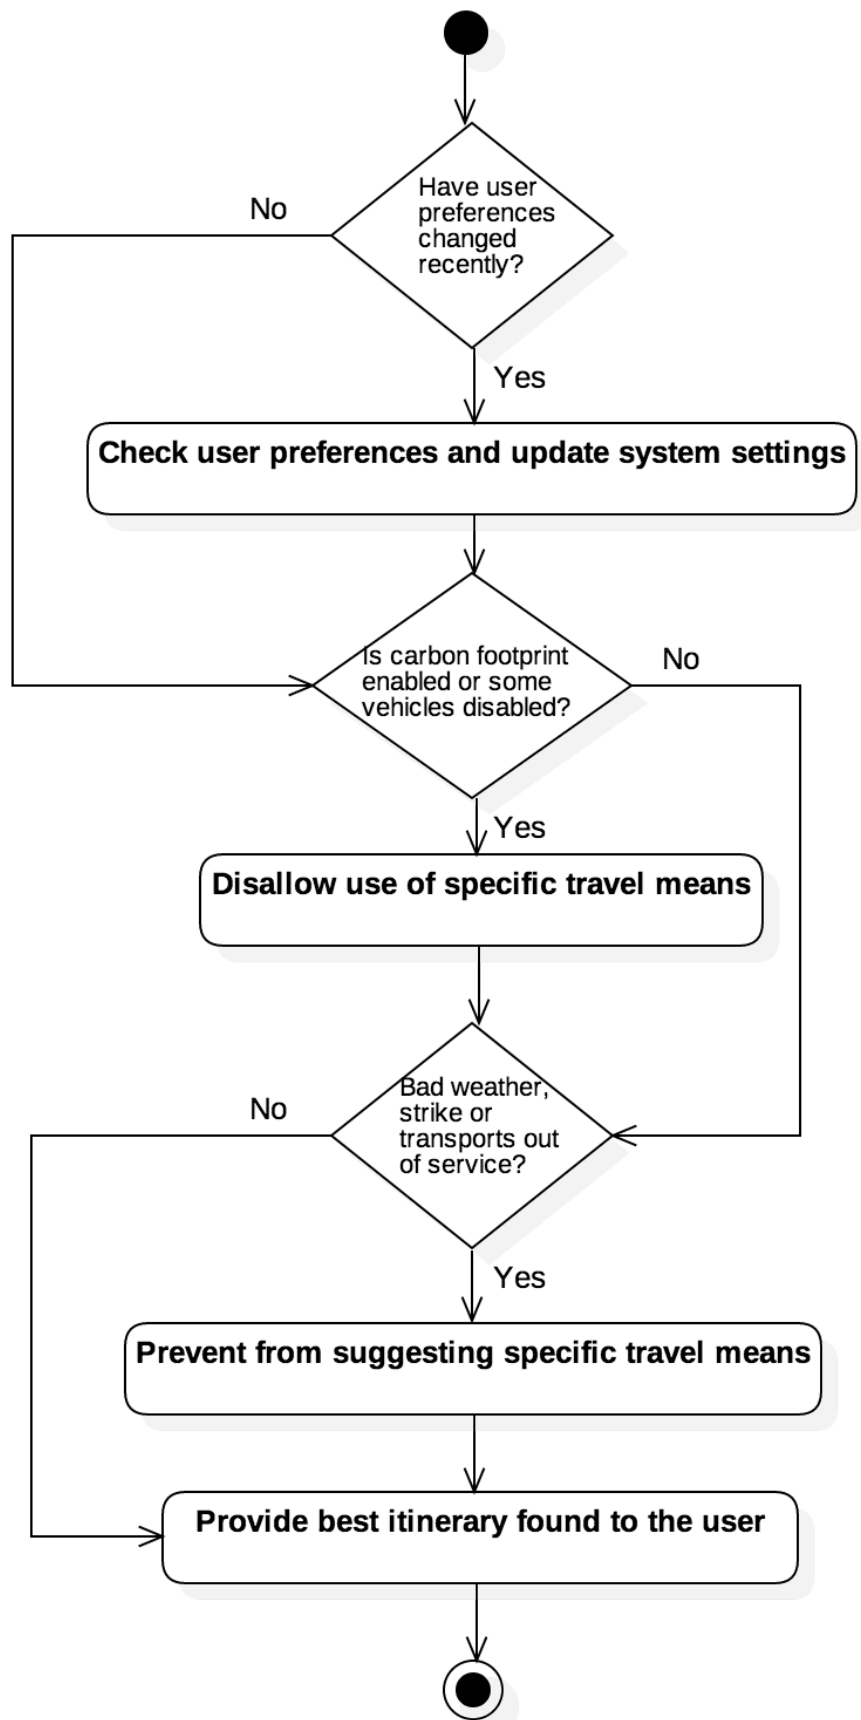 Have user
preferences
changed
recently?
No
Yes
Check user preferences and update system settings
Is carbon footprint
enabled or some
vehicles disabled?
No
Yes
Disallow use of specific travel means
Bad weather,
strike or
transports out
of service?
No
Yes
Prevent from suggesting specific travel means
Provide best itinerary found to the user